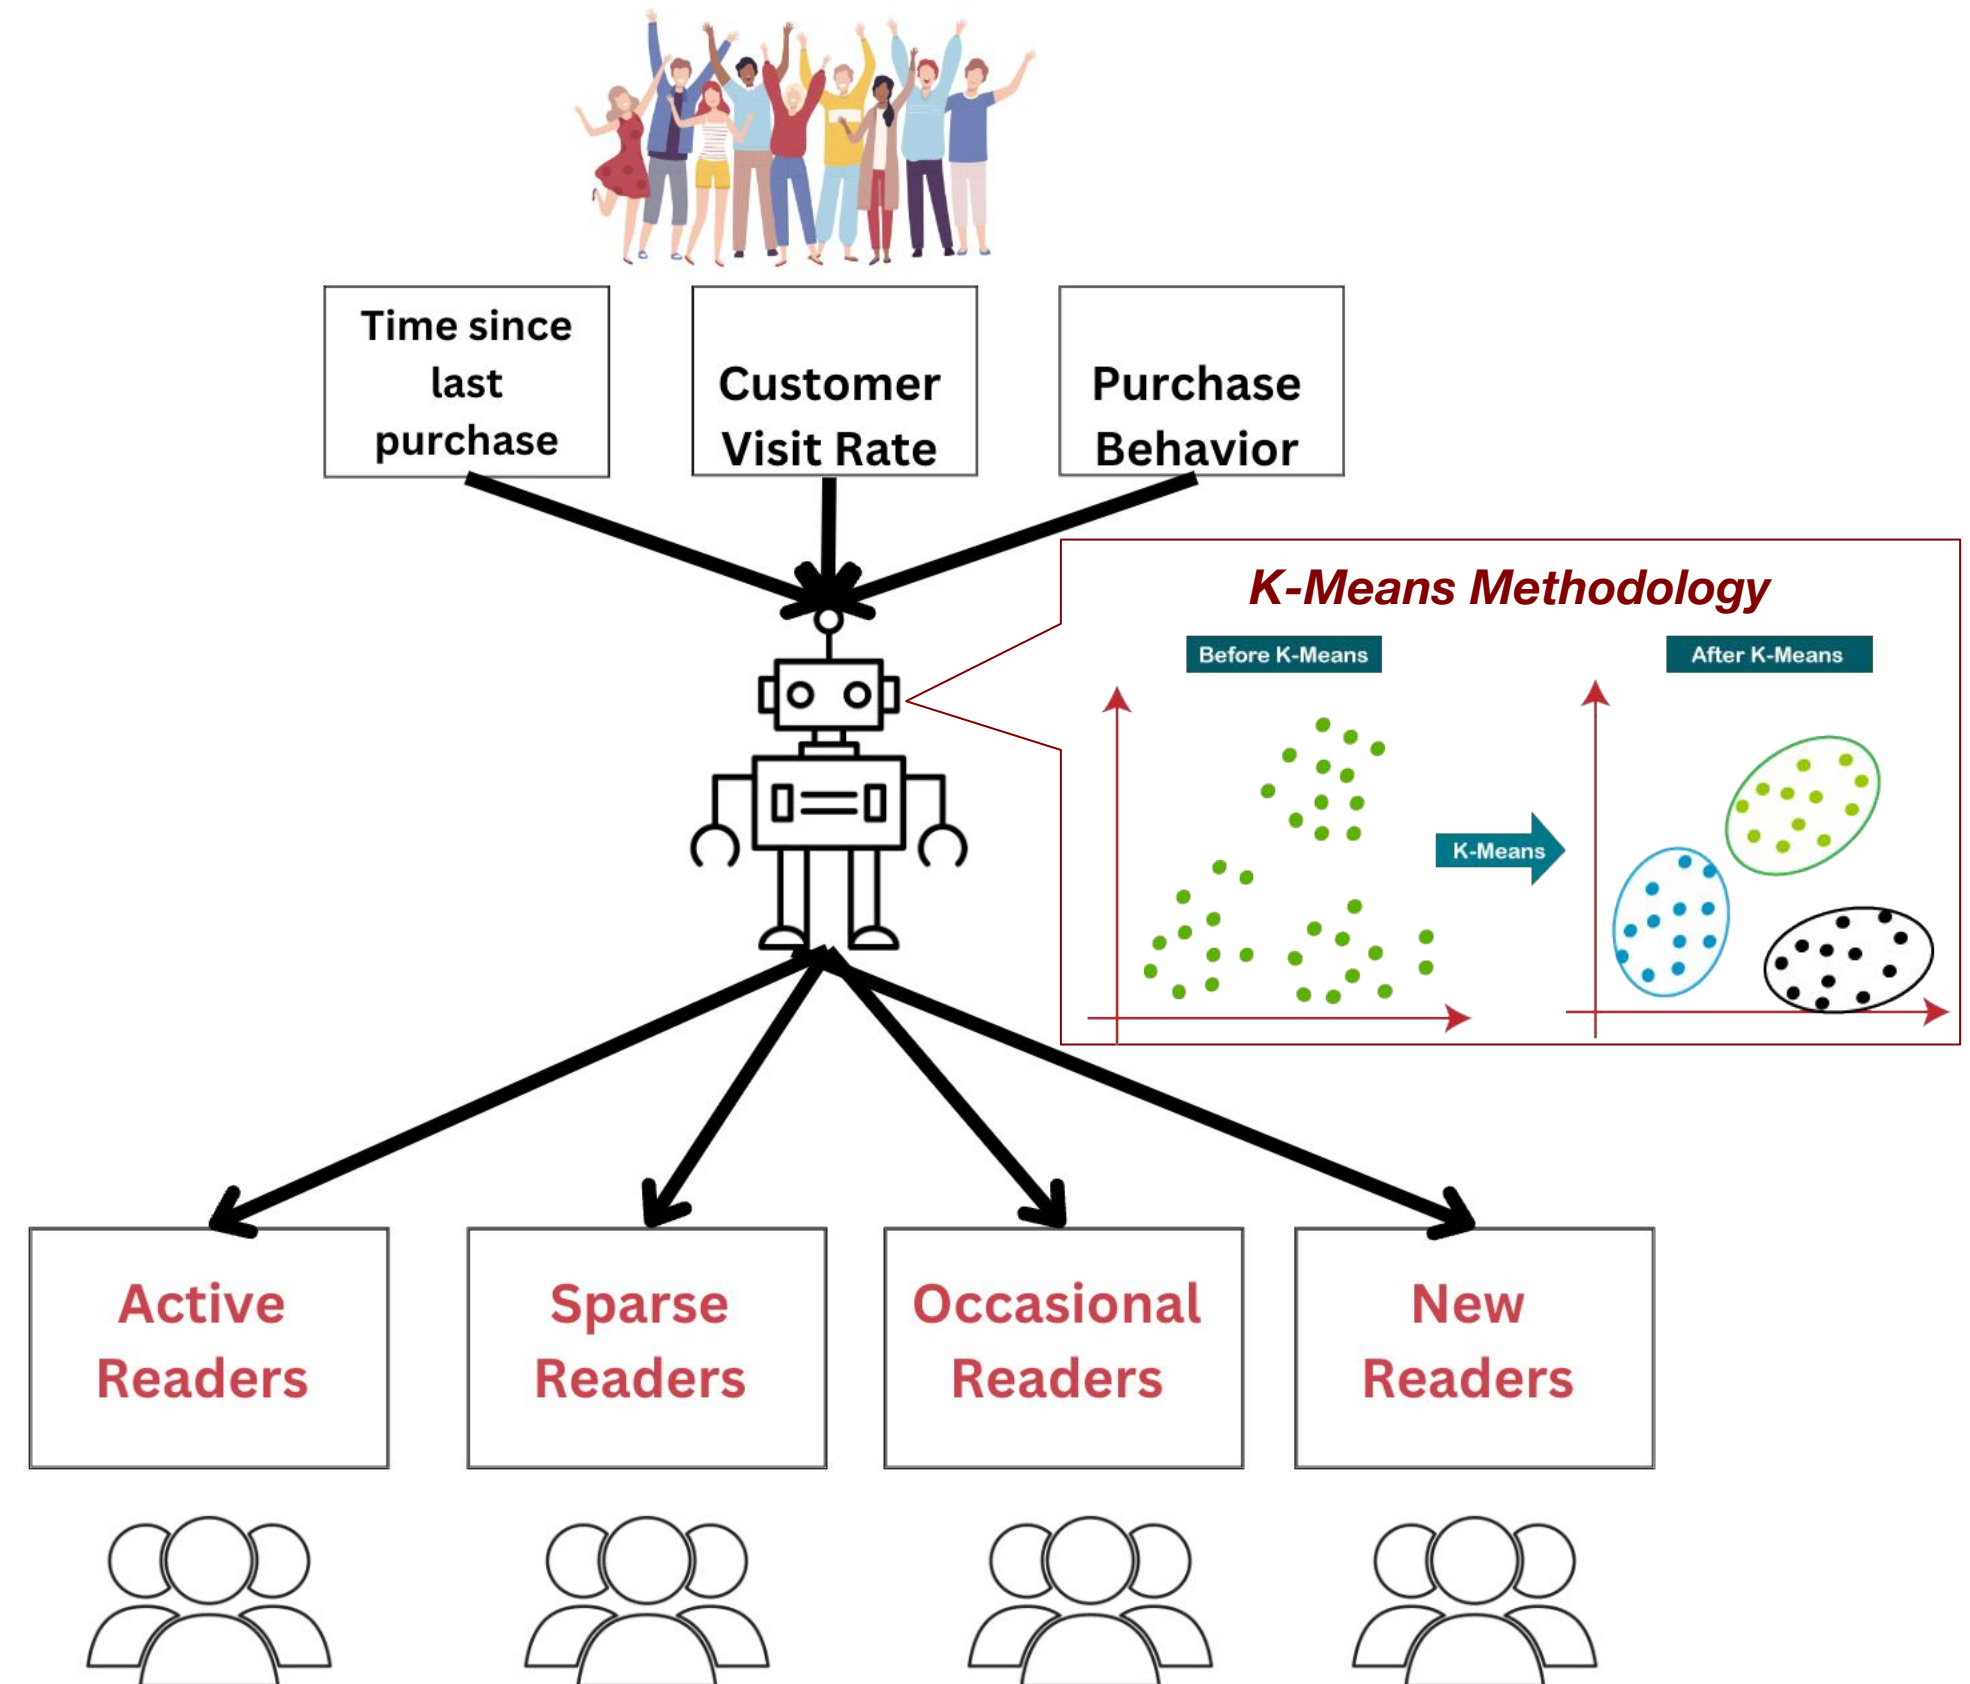 Time since
last
purchase
Customer
Visit Rate
Purchase
Behavior
K-Means Methodology
Before K-Means
After K-Means
K-Means
Active
Readers
Sparse
Readers
Occasional
Readers
New
Readers